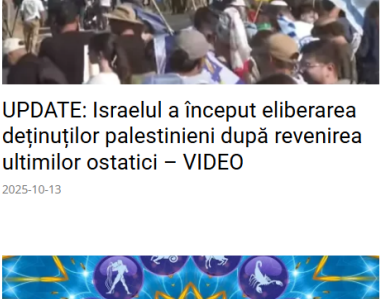 UPDATE: Israelul a început eliberarea
deținuților palestinieni după revenirea
ultimilor ostatici – VIDEO
2025-10-13